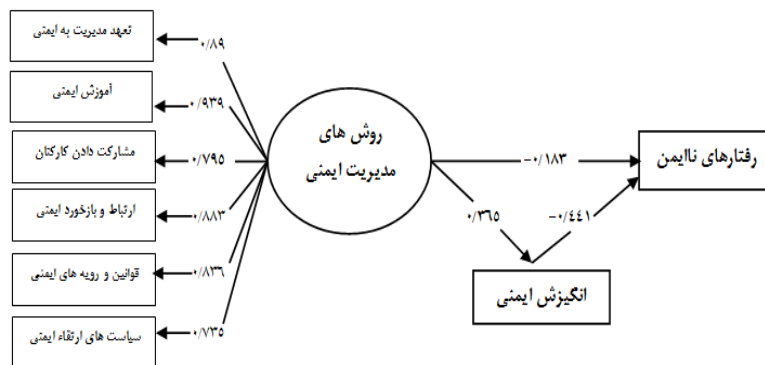 تعهد مدیریت به ایمنی
۰/۸۹
آموزش ایمنی
۰/۹۳۹
مشارکت دادن کارکنان
۰/۷۹۵
ارتباط و بازخورد ایمنی
۰/۸۸۳
قوانین و رویه های ایمنی
۰/۸۳۶
سیاست های ارتقاء ایمنی
۰/۷۳۵
روش های
مدیریت ایمنی
−۰/۱۸۳
رفتارهای ناایمن
۰/۳۶۵
−۰/۴۴۱
انگیزش ایمنی